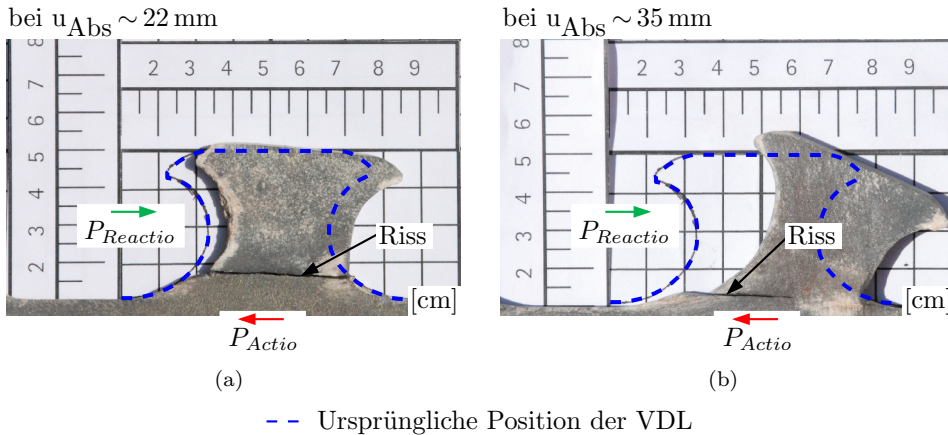 bei u_Abs ∼ 22 mm
bei u_Abs ∼ 35 mm
8
7
6
5
4
3
2
2 3 4 5 6 7 8 9
P_Reactio
Riss
[cm]
P_Actio
(a)
8
7
6
5
4
3
2
2 3 4 5 6 7 8 9
P_Reactio
Riss
[cm]
P_Actio
(b)
Ursprüngliche Position der VDL